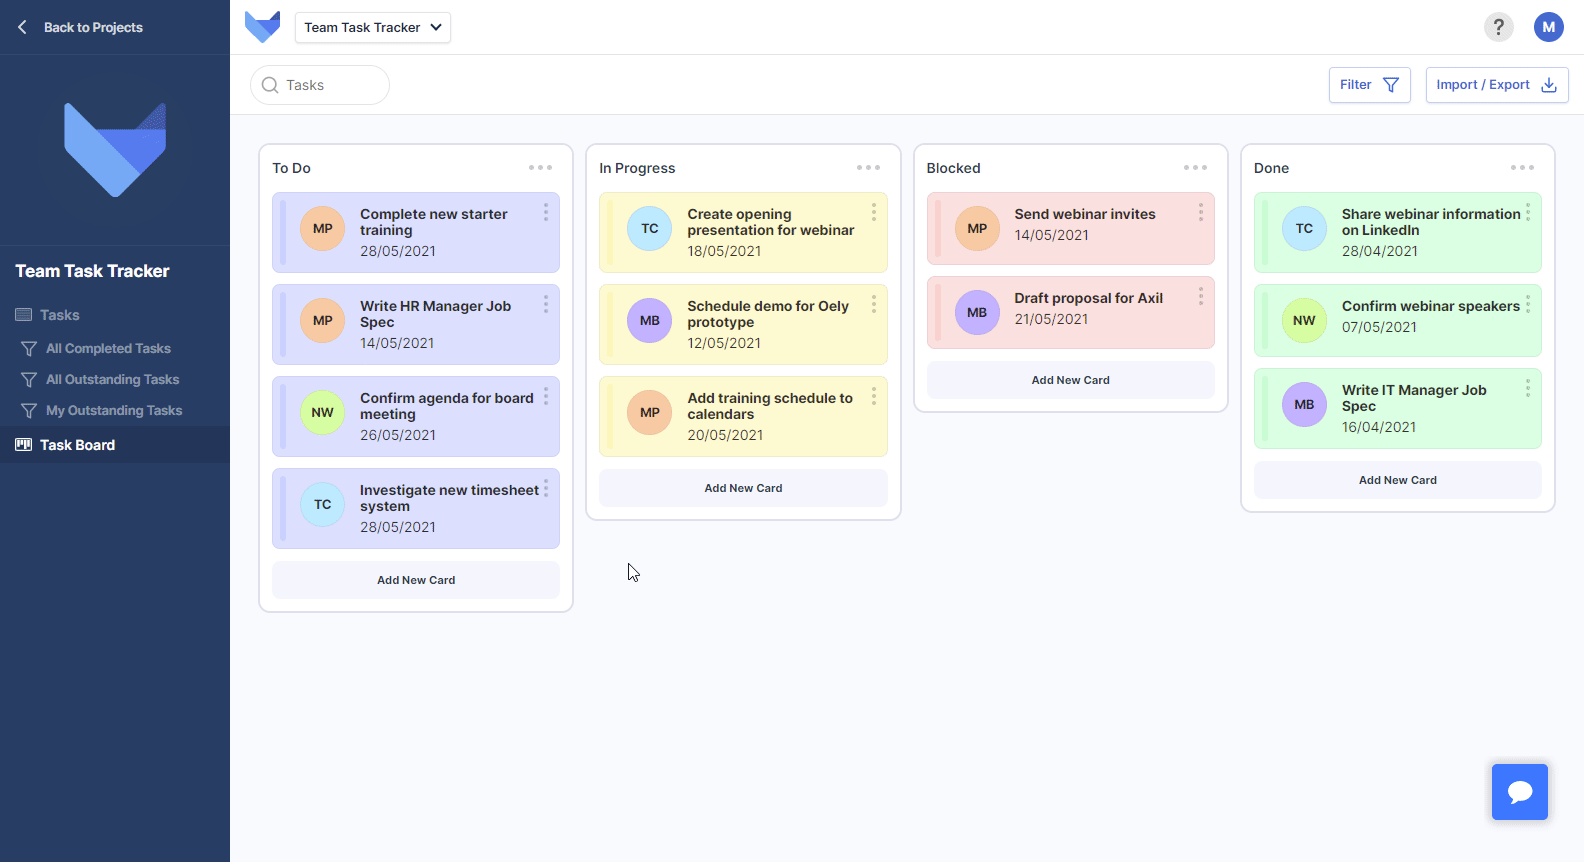 Back to Projects
Team Task Tracker
?
M
Tasks
Filter
Import / Export
Team Task Tracker
Tasks
All Completed Tasks
All Outstanding Tasks
My Outstanding Tasks
Task Board
To Do
MP
Complete new starter
training
28/05/2021
MP
Write HR Manager Job
Spec
14/05/2021
NW
Confirm agenda for board
meeting
26/05/2021
TC
Investigate new timesheet
system
28/05/2021
Add New Card
In Progress
TC
Create opening
presentation for webinar
18/05/2021
MB
Schedule demo for Oely
prototype
12/05/2021
MP
Add training schedule to
calendars
20/05/2021
Add New Card
Blocked
MP
Send webinar invites
14/05/2021
MB
Draft proposal for Axil
21/05/2021
Add New Card
Done
TC
Share webinar information
on LinkedIn
28/04/2021
NW
Confirm webinar speakers
07/05/2021
MB
Write IT Manager Job
Spec
16/04/2021
Add New Card